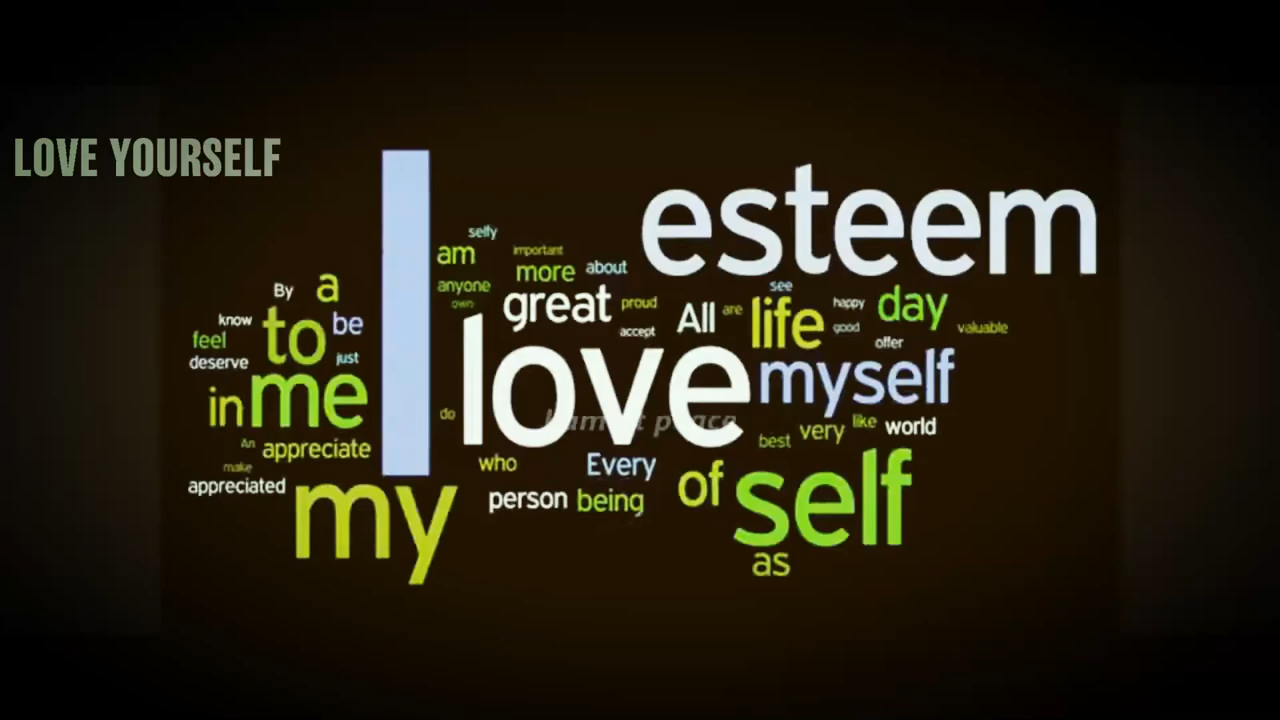 LOVE YOURSELF
I
esteem
selfy
am
important
more
about
By
a
anyone
own
great
proud
All
are
see
life
happy
day
know
to
be
accept
good
valuable
feel
offer
deserve
just
love
myself
in
me
do
like
world
An
appreciate
best
very
make
who
Every
appreciated
my
person
being
of
self
as